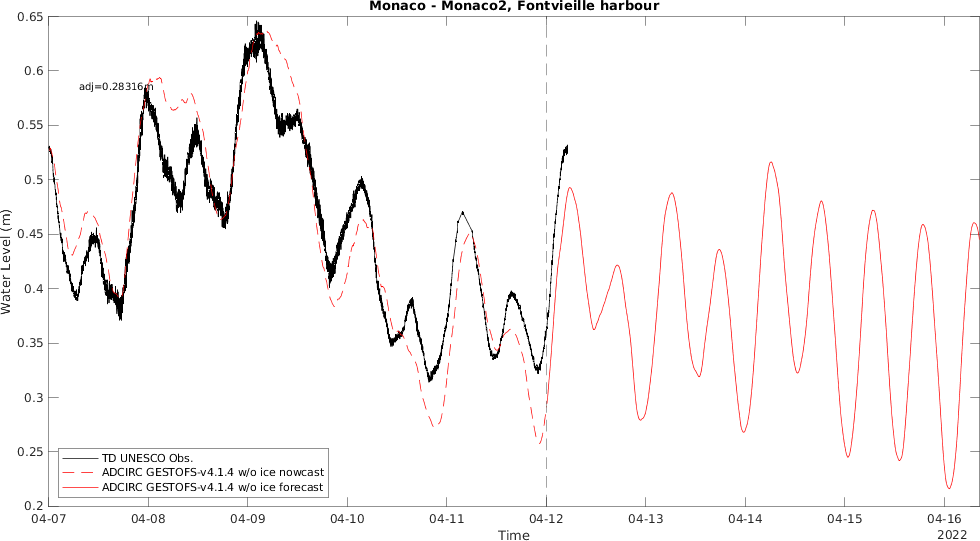 Monaco - Monaco2, Fontvieille harbour
0.65
0.6
adj=0.28316m
0.55
0.5
0.45
0.4
0.35
0.3
0.25
0.2
Water Level (m)
TD UNESCO Obs.
ADCIRC GESTOFS-v4.1.4 w/o ice nowcast
ADCIRC GESTOFS-v4.1.4 w/o ice forecast
04-07 04-08 04-09 04-10 04-11 04-12 04-13 04-14 04-15 04-16
Time
2022